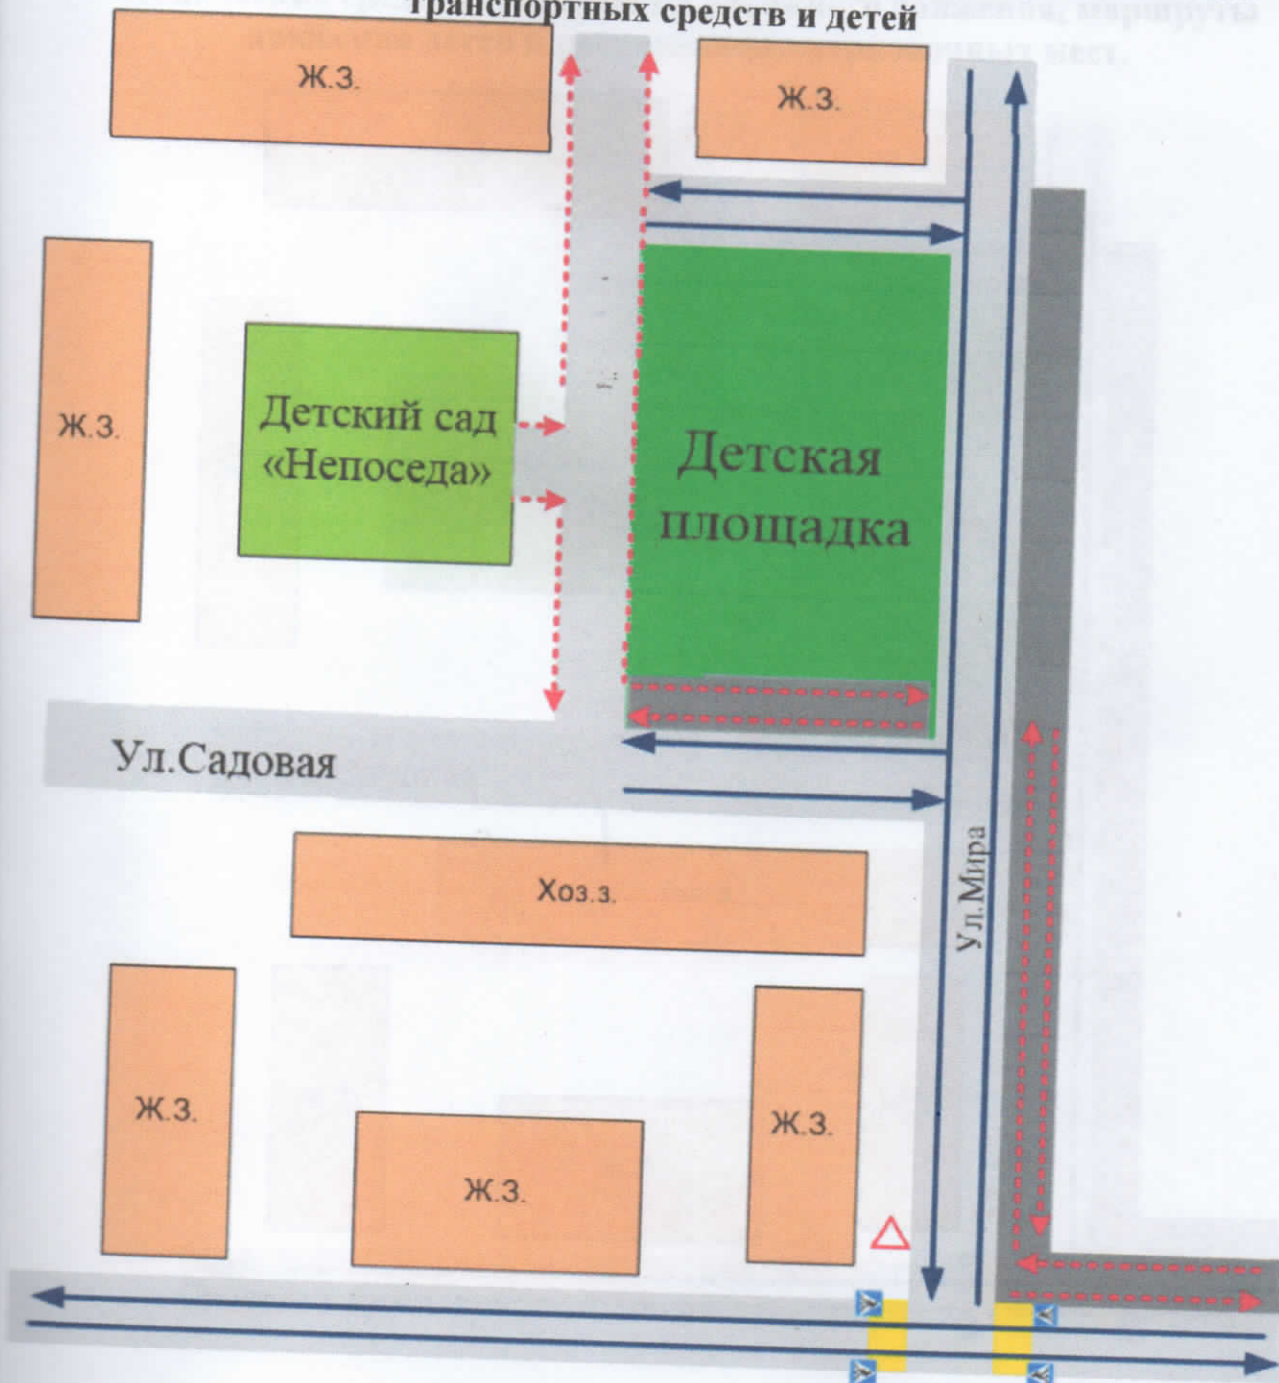 транспортных средств и детей
Ж.З.
Ж.З.
Ж.З.
Детский сад
«Непоседа»
Детская
площадка
Ул.Садовая
Хоз.з.
Ул.Мира
Ж.З.
Ж.З.
Ж.З.